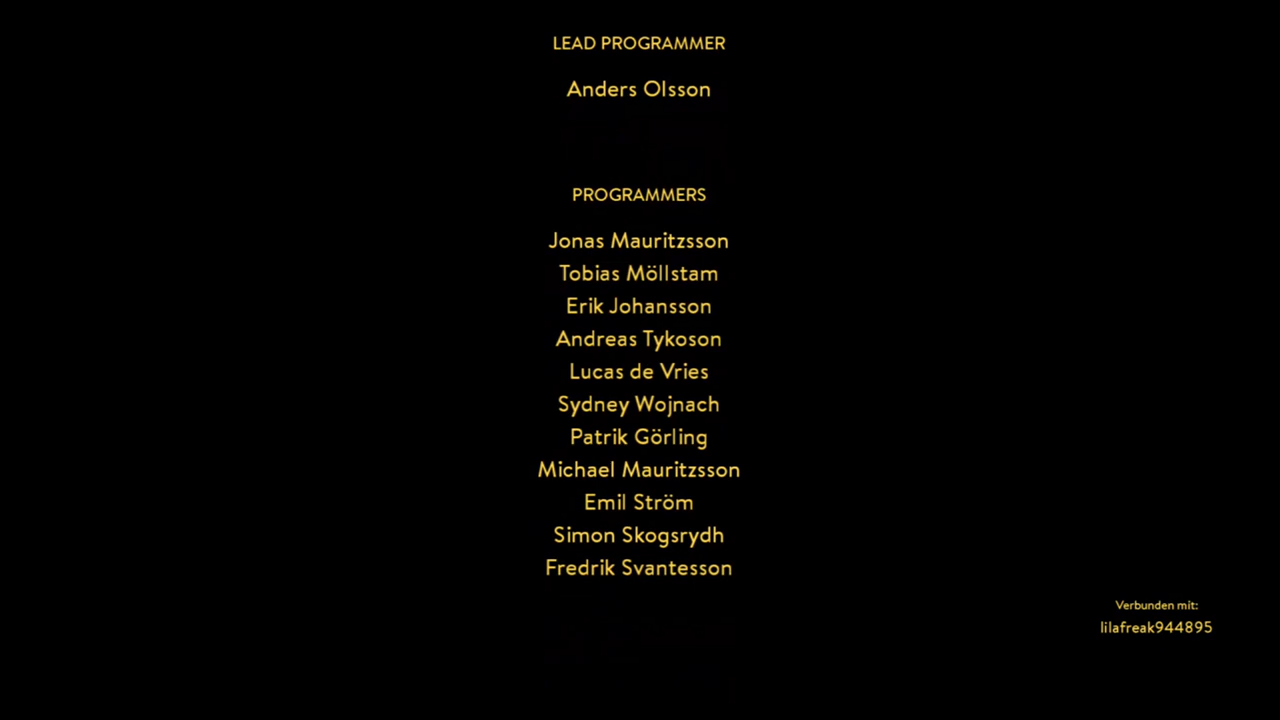 LEAD PROGRAMMER
Anders Olsson
PROGRAMMERS
Jonas Mauritzsson
Tobias Möllstam
Erik Johansson
Andreas Tykoson
Lucas de Vries
Sydney Wojnach
Patrik Görling
Michael Mauritzsson
Emil Ström
Simon Skogsrydh
Fredrik Svantesson
Verbunden mit:
lilafreak944895